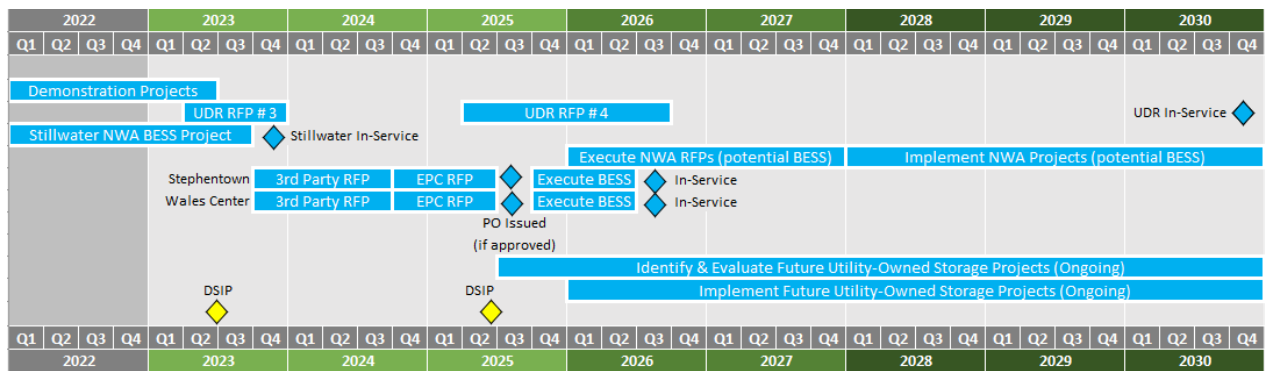 2022 2023 2024 2025 2026 2027 2028 2029 2030
Q1 Q2 Q3 Q4 Q1 Q2 Q3 Q4 Q1 Q2 Q3 Q4 Q1 Q2 Q3 Q4 Q1 Q2 Q3 Q4 Q1 Q2 Q3 Q4 Q1 Q2 Q3 Q4 Q1 Q2 Q3 Q4 Q1 Q2 Q3 Q4
Demonstration Projects
UDR RFP # 3 UDR RFP # 4 UDR In-Service
Stillwater NWA BESS Project Stillwater In-Service
Execute NWA RFPs (potential BESS) Implement NWA Projects (potential BESS)
Stephentown 3rd Party RFP EPC RFP Execute BESS In-Service
Wales Center 3rd Party RFP EPC RFP Execute BESS In-Service
PO Issued
(if approved)
Identify & Evaluate Future Utility-Owned Storage Projects (Ongoing)
DSIP DSIP Implement Future Utility-Owned Storage Projects (Ongoing)
Q1 Q2 Q3 Q4 Q1 Q2 Q3 Q4 Q1 Q2 Q3 Q4 Q1 Q2 Q3 Q4 Q1 Q2 Q3 Q4 Q1 Q2 Q3 Q4 Q1 Q2 Q3 Q4 Q1 Q2 Q3 Q4 Q1 Q2 Q3 Q4
2022 2023 2024 2025 2026 2027 2028 2029 2030